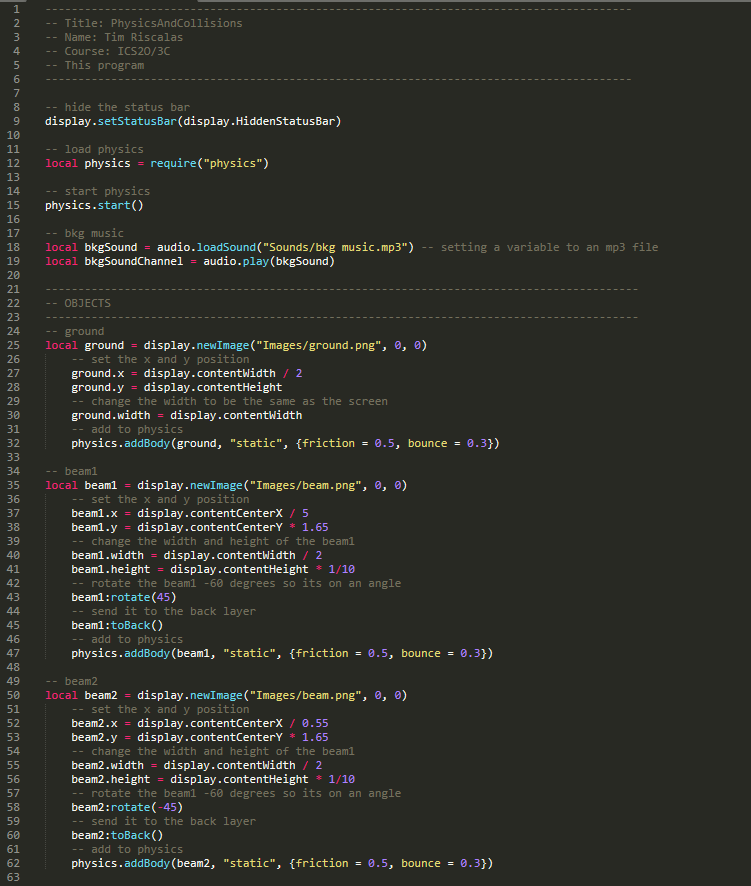 1 -----------------------------------------------------------------------------------------
2 -- Title: PhysicsAndCollisions
3 -- Name: Tim Riscalas
4 -- Course: ICS2O/3C
5 -- This program
6 -----------------------------------------------------------------------------------------
7
8 -- hide the status bar
9 display.setStatusBar(display.HiddenStatusBar)
10
11 -- load physics
12 local physics = require("physics")
13
14 -- start physics
15 physics.start()
16
17 -- bkg music
18 local bkgSound = audio.loadSound("Sounds/bkg music.mp3") -- setting a variable to an mp3 file
19 local bkgSoundChannel = audio.play(bkgSound)
20
21 ------------------------------------------------------------------------------------------
22 -- OBJECTS
23 ------------------------------------------------------------------------------------------
24 -- ground
25 local ground = display.newImage("Images/ground.png", 0, 0)
26     -- set the x and y position
27     ground.x = display.contentWidth / 2
28     ground.y = display.contentHeight
29     -- change the width to be the same as the screen
30     ground.width = display.contentWidth
31     -- add to physics
32     physics.addBody(ground, "static", {friction = 0.5, bounce = 0.3})
33
34 -- beam1
35 local beam1 = display.newImage("Images/beam.png", 0, 0)
36     -- set the x and y position
37     beam1.x = display.contentCenterX / 5
38     beam1.y = display.contentCenterY * 1.65
39     -- change the width and height of the beam1
40     beam1.width = display.contentWidth / 2
41     beam1.height = display.contentHeight * 1/10
42     -- rotate the beam1 -60 degrees so its on an angle
43     beam1:rotate(45)
44     -- send it to the back layer
45     beam1:toBack()
46     -- add to physics
47     physics.addBody(beam1, "static", {friction = 0.5, bounce = 0.3})
48
49 -- beam2
50 local beam2 = display.newImage("Images/beam.png", 0, 0)
51     -- set the x and y position
52     beam2.x = display.contentCenterX / 0.55
53     beam2.y = display.contentCenterY * 1.65
54     -- change the width and height of the beam1
55     beam2.width = display.contentWidth / 2
56     beam2.height = display.contentHeight * 1/10
57     -- rotate the beam1 -60 degrees so its on an angle
58     beam2:rotate(-45)
59     -- send it to the back layer
60     beam2:toBack()
61     -- add to physics
62     physics.addBody(beam2, "static", {friction = 0.5, bounce = 0.3})
63